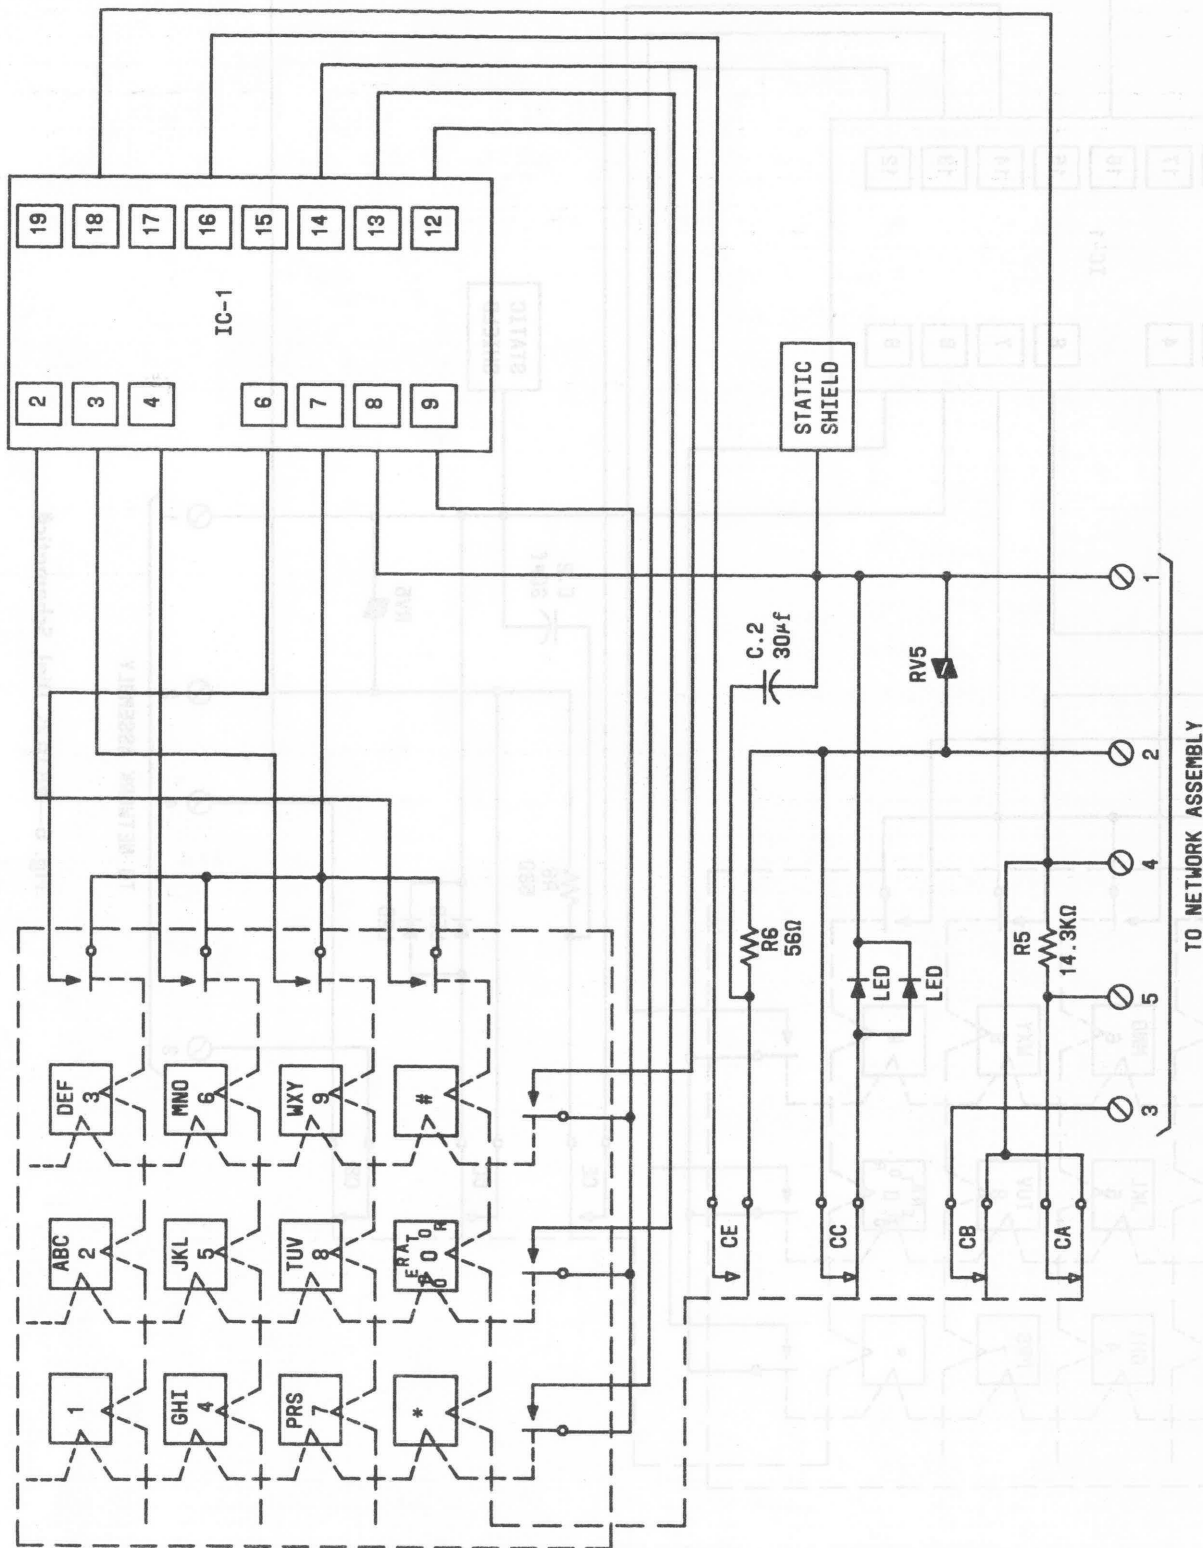 19
18
17
16
15
14
13
12
IC-1
2
3
4
6
7
8
9
DEF
3
MNO
6
WXY
9
#
ABC
2
JKL
5
TUV
8
OPERATOR
0
1
GHI
4
PRS
7
*
STATIC
SHIELD
C.2
30µf
RV5
R6
56Ω
LED
LED
R5
14.3KΩ
CE
CC
CB
CA
1
2
4
5
3
TO NETWORK ASSEMBLY